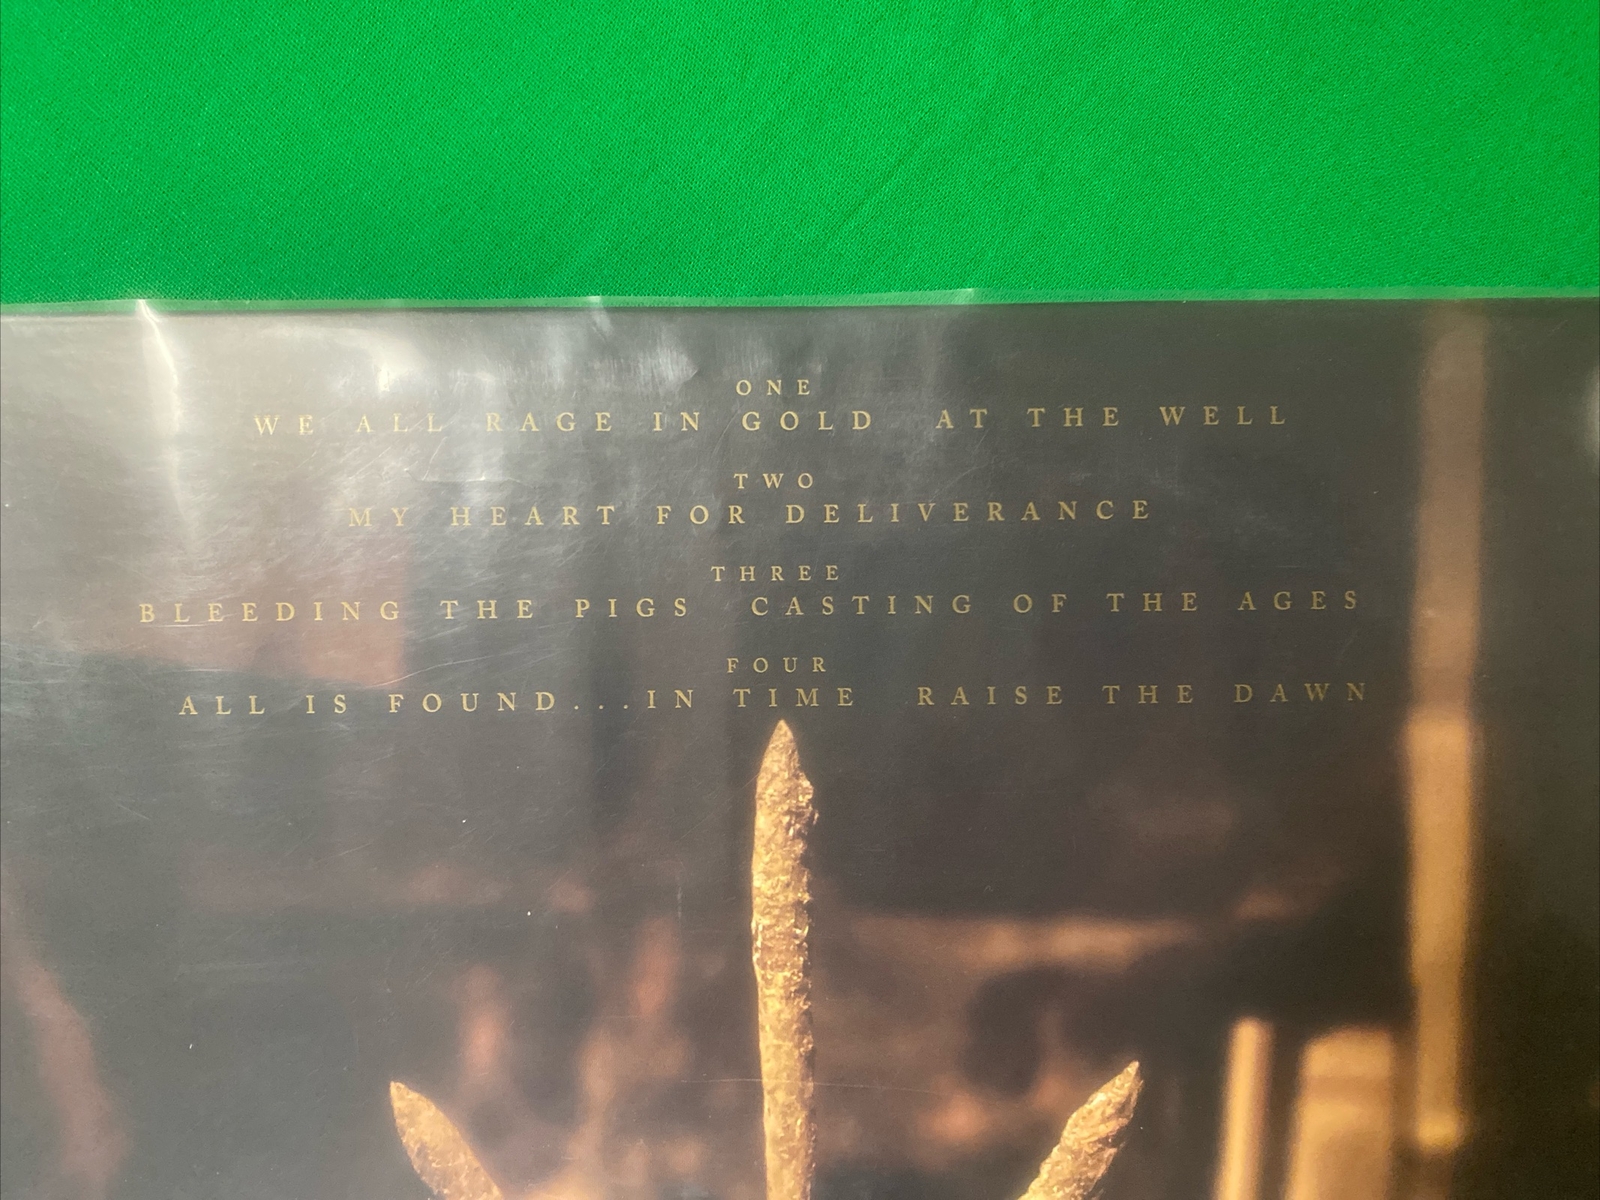 ONE
WE ALL RAGE IN GOLD AT THE WELL
TWO
MY HEART FOR DELIVERANCE
THREE
BLEEDING THE PIGS CASTING OF THE AGES
FOUR
ALL IS FOUND...IN TIME RAISE THE DAWN